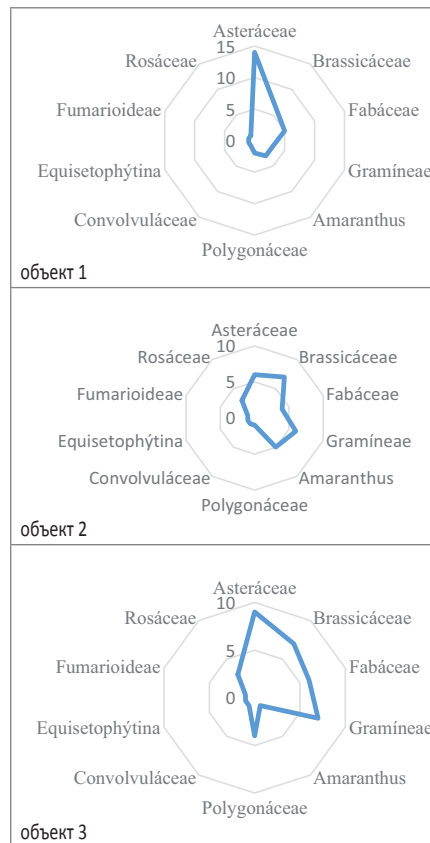 Asteráceae
15
Rosáceae
Brassicáceae
10
Fumarioideae
5
Fabáceae
0
Equisetophýtina
Gramíneae
Convolvuláceae
Amaranthus
Polygonáceae
объект 1
Asteráceae
10
Rosáceae
Brassicáceae
5
Fumarioideae
Fabáceae
0
Equisetophýtina
Gramíneae
Convolvuláceae
Amaranthus
Polygonáceae
объект 2
Asteráceae
10
Rosáceae
Brassicáceae
5
Fumarioideae
Fabáceae
0
Equisetophýtina
Gramíneae
Convolvuláceae
Amaranthus
Polygonáceae
объект 3